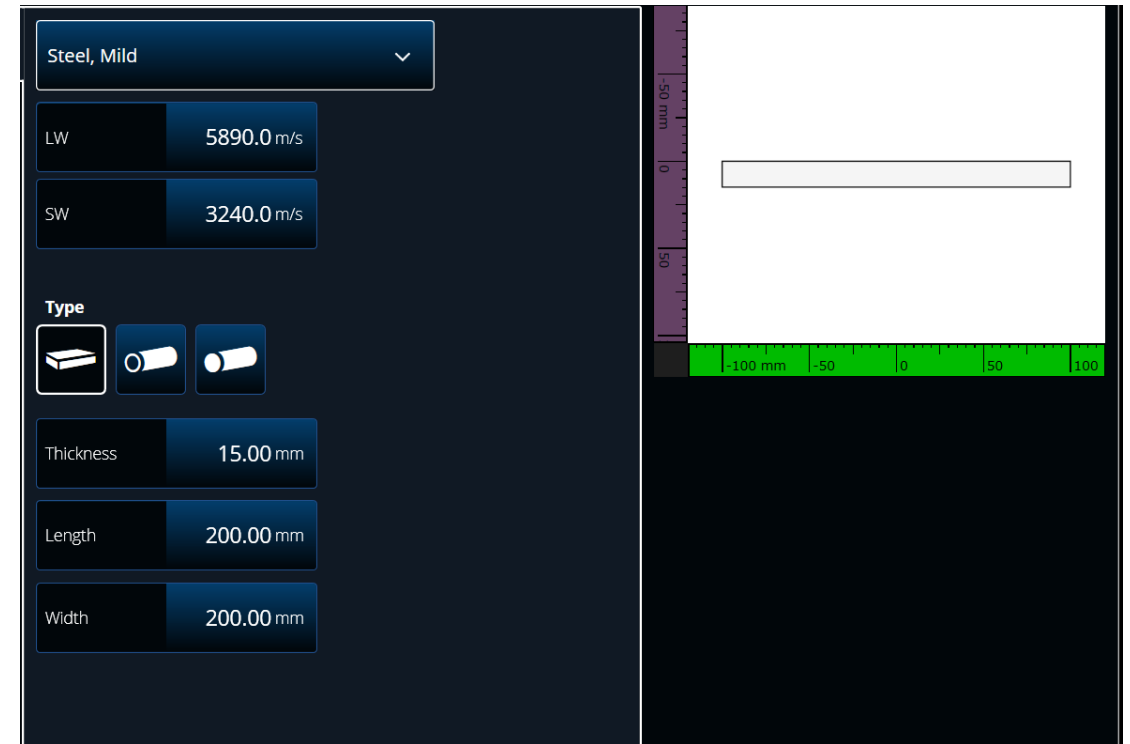 Steel, Mild
LW 5890.0 m/s
SW 3240.0 m/s
Type
Thickness 15.00 mm
Length 200.00 mm
Width 200.00 mm
-50 mm
0
50
-100 mm -50 0 50 100